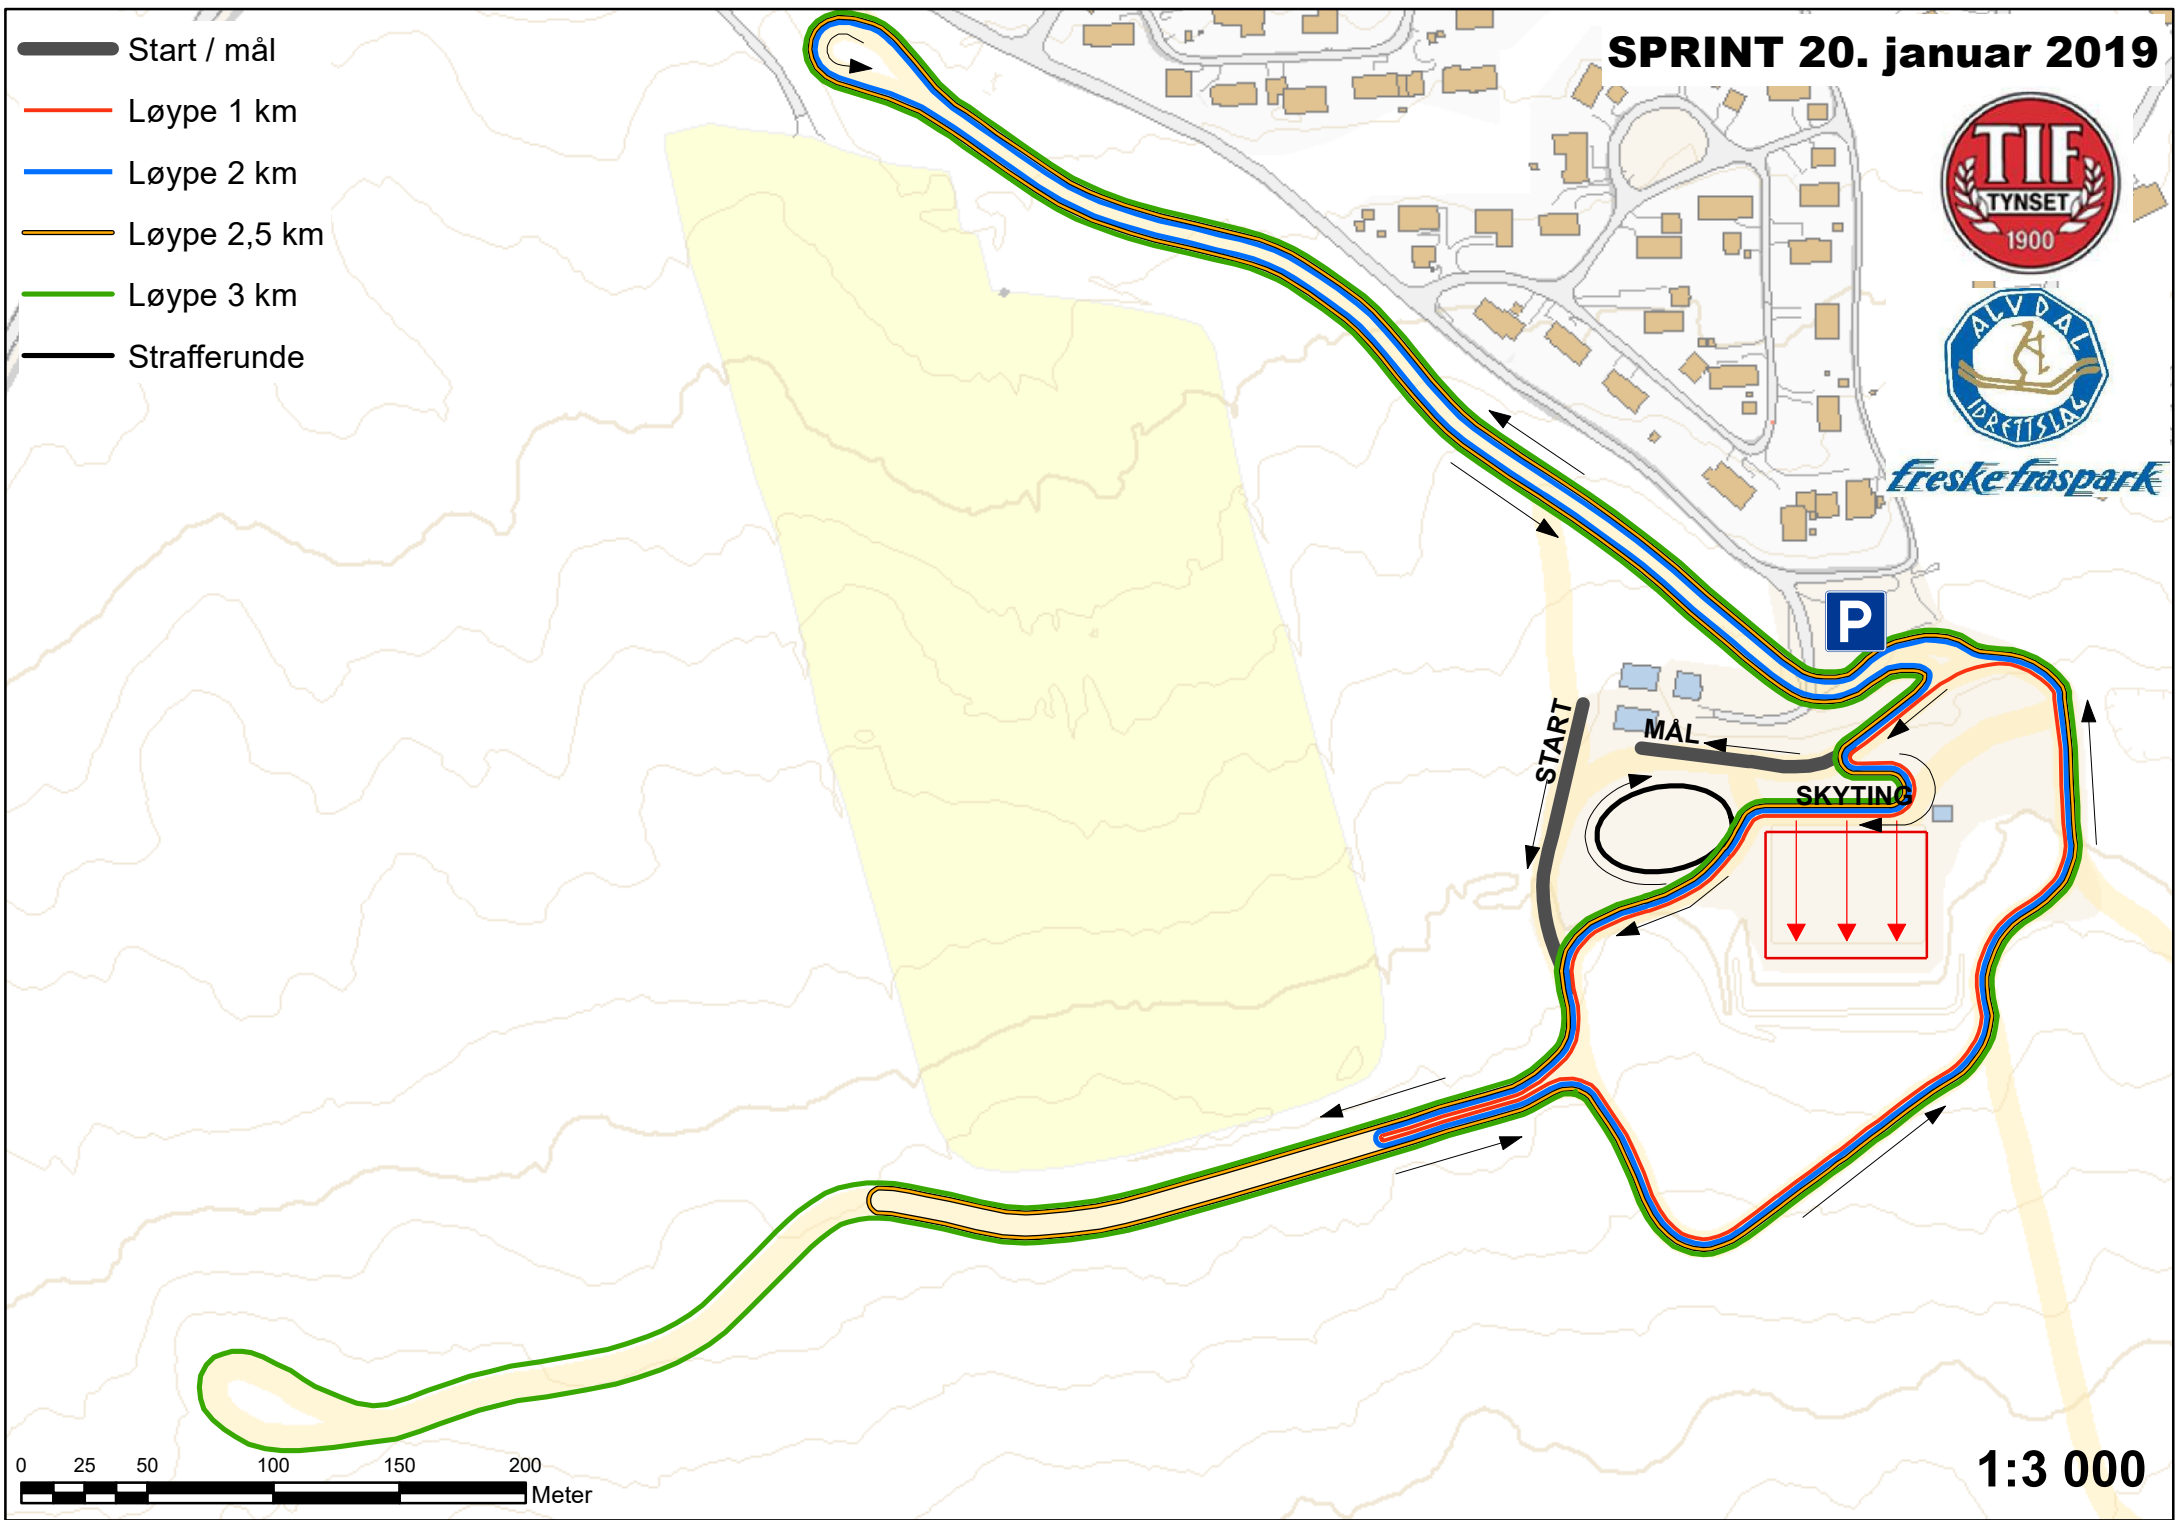 Start / mål
Løype 1 km
Løype 2 km
Løype 2,5 km
Løype 3 km
Strafferunde
SPRINT 20. januar 2019
TIF
TYNSET
1900
ALVDAL
IDRETTSLAG
freske fraspark
P
START
MÅL
SKYTING
0 25 50 100 150 200
Meter
1:3 000